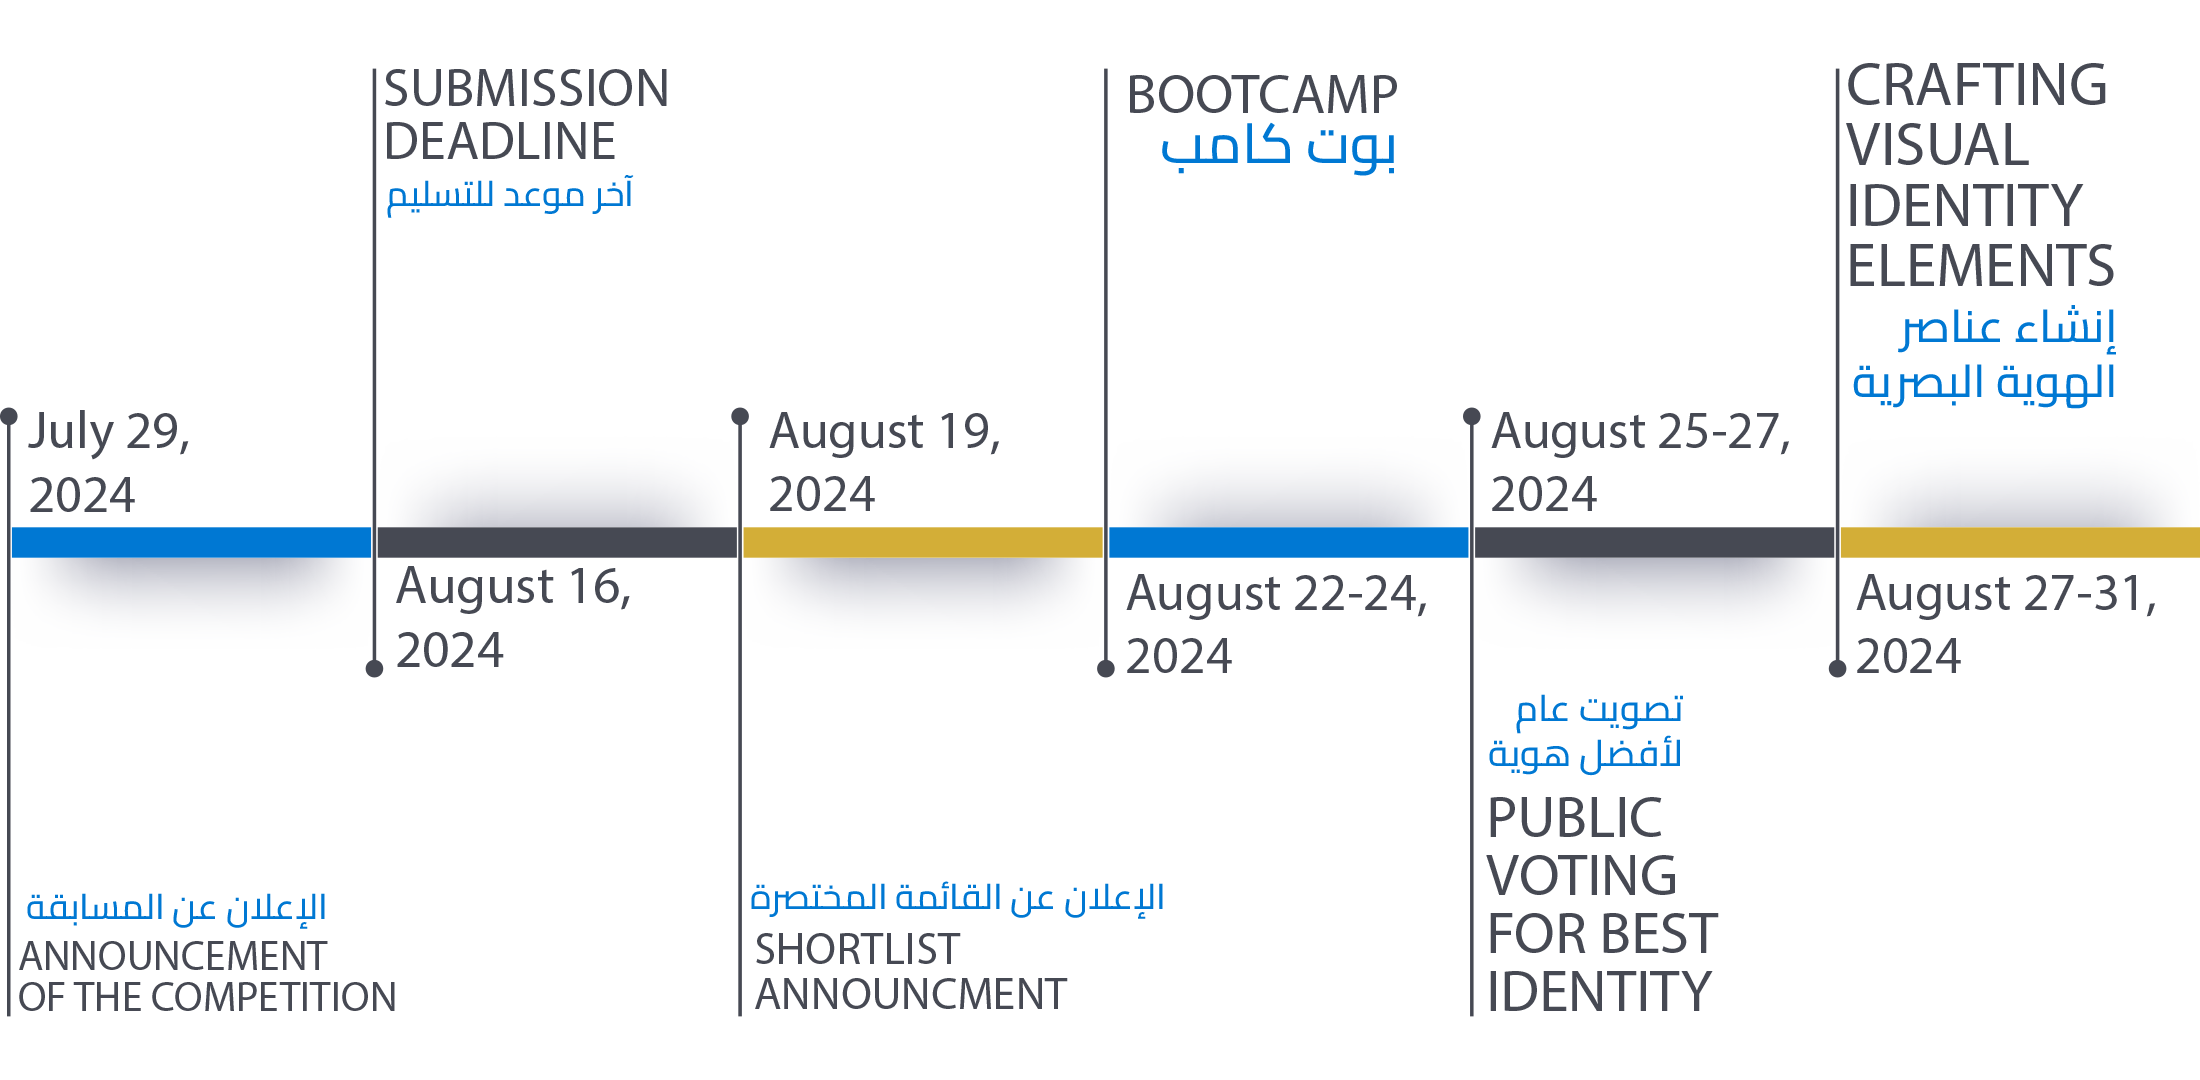 July 29,
2024
الإعلان عن المسابقة
ANNOUNCEMENT
OF THE COMPETITION
SUBMISSION
DEADLINE
آخر موعد للتسليم
August 16,
2024
August 19,
2024
الإعلان عن القائمة المختصرة
SHORTLIST
ANNOUNCMENT
BOOTCAMP
بوت كامب
August 22-24,
2024
August 25-27,
2024
تصويت عام
لأفضل هوية
PUBLIC
VOTING
FOR BEST
IDENTITY
CRAFTING
VISUAL
IDENTITY
ELEMENTS
إنشاء عناصر
الهوية البصرية
August 27-31,
2024